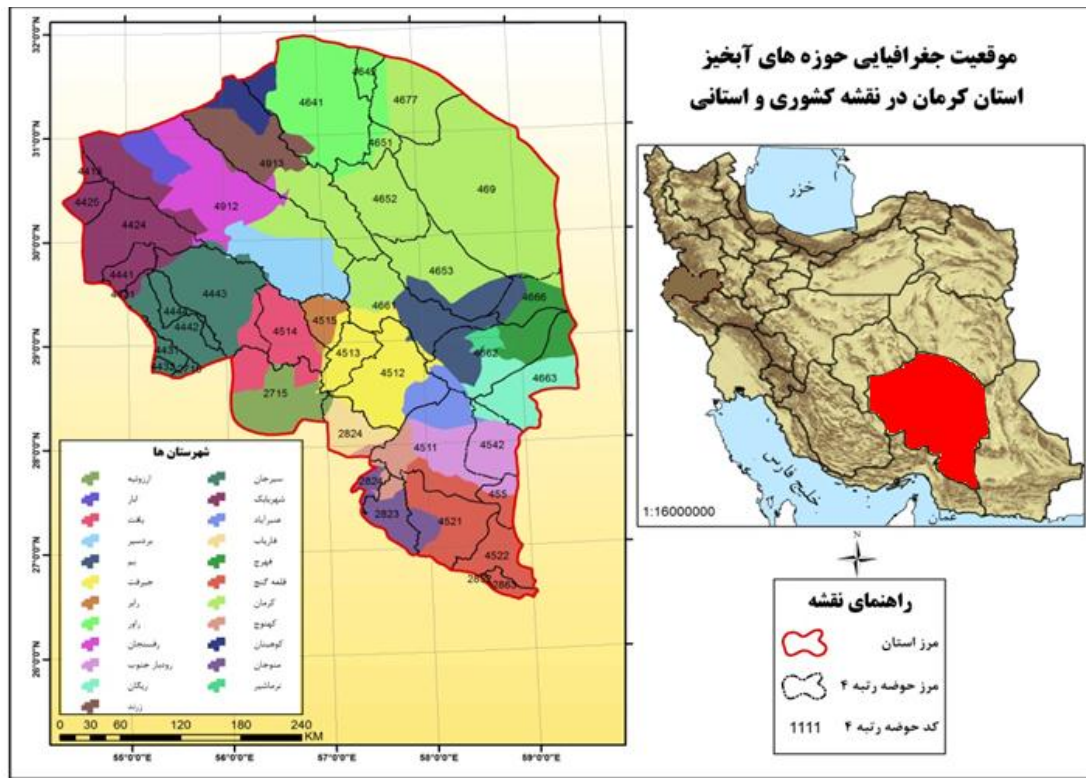 موقعیت جغرافیایی حوزه های آبخیز
استان کرمان در نقشه کشوری و استانی
32°0'0"N
31°0'0"N
30°0'0"N
29°0'0"N
28°0'0"N
27°0'0"N
26°0'0"N
4641
4677
4651
4913
469
4652
4912
4425
4424
4653
4441
4443
4661
4666
4514
4515
4442
4513
4662
4431
4512
4663
2715
2824
4511
4542
455
2823
4521
4522
2863
شهرستان ها
ارزوئیه
سیرجان
انار
شهربابک
بافت
عنبرآباد
بردسیر
فاریاب
بم
فهرج
جیرفت
قلعه گنج
رابر
کرمان
راور
کهنوج
رفسنجان
کوهبنان
رودبار جنوب
منوجان
ریگان
نرماشیر
زرند
0 30 60 120 180 240
KM
55°0'0"E 56°0'0"E 57°0'0"E 58°0'0"E 59°0'0"E
خزر
خلیج فارس
عمان
1:16000000
N
راهنمای نقشه
مرز استان
مرز حوضه رتبه ۴
کد حوضه رتبه ۴
1111